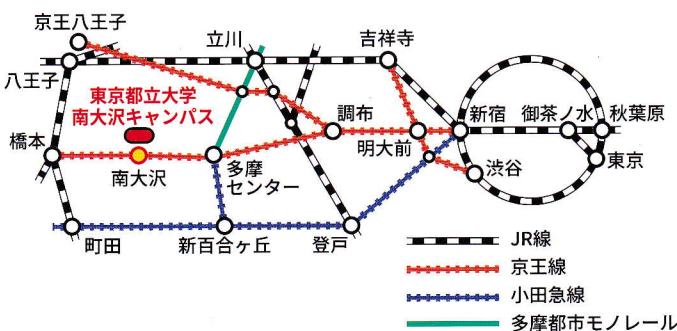 京王八王子
立川
吉祥寺
八王子
東京都立大学
南大沢キャンパス
調布
新宿
御茶ノ水
秋葉原
橋本
明大前
南大沢
多摩
センター
渋谷
東京
町田
新百合ヶ丘
登戸
JR線
京王線
小田急線
多摩都市モノレール